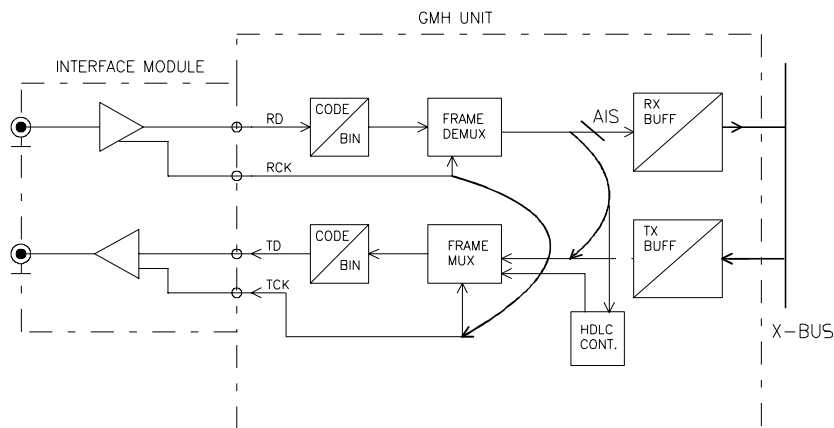 GMH UNIT
INTERFACE MODULE
RD
CODE
BIN
FRAME
DEMUX
AIS
RX
BUFF
RCK
TD
CODE
BIN
FRAME
MUX
TX
BUFF
TCK
HDLC
CONT.
X-BUS